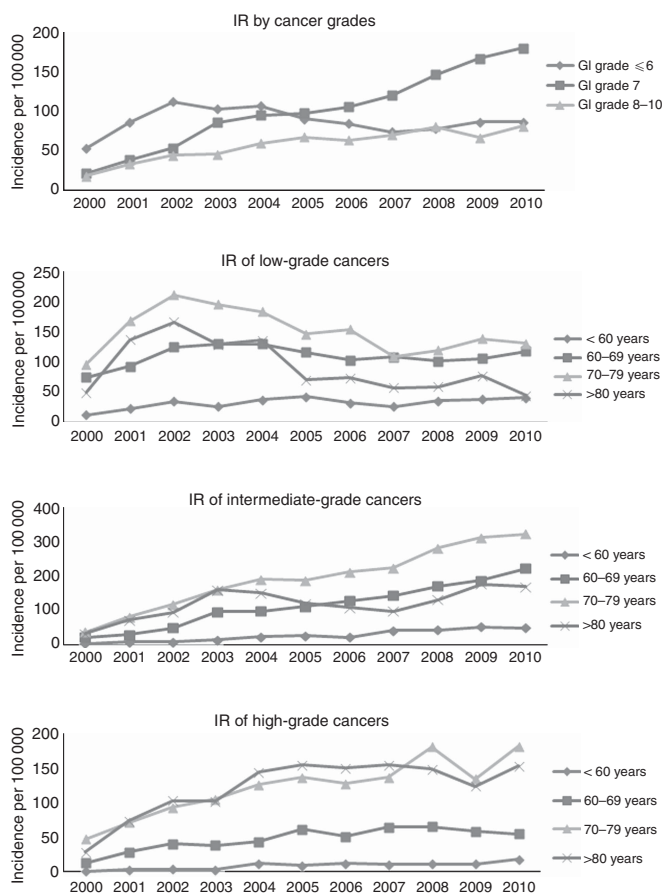 IR by cancer grades
Incidence per 100 000
200
150
100
50
0
2000 2001 2002 2003 2004 2005 2006 2007 2008 2009 2010
GI grade ⩽6
GI grade 7
GI grade 8–10
IR of low-grade cancers
Incidence per 100 000
250
200
150
100
50
0
2000 2001 2002 2003 2004 2005 2006 2007 2008 2009 2010
< 60 years
60–69 years
70–79 years
>80 years
IR of intermediate-grade cancers
Incidence per 100 000
400
300
200
100
0
2000 2001 2002 2003 2004 2005 2006 2007 2008 2009 2010
< 60 years
60–69 years
70–79 years
>80 years
IR of high-grade cancers
Incidence per 100 000
200
150
100
50
0
2000 2001 2002 2003 2004 2005 2006 2007 2008 2009 2010
< 60 years
60–69 years
70–79 years
>80 years